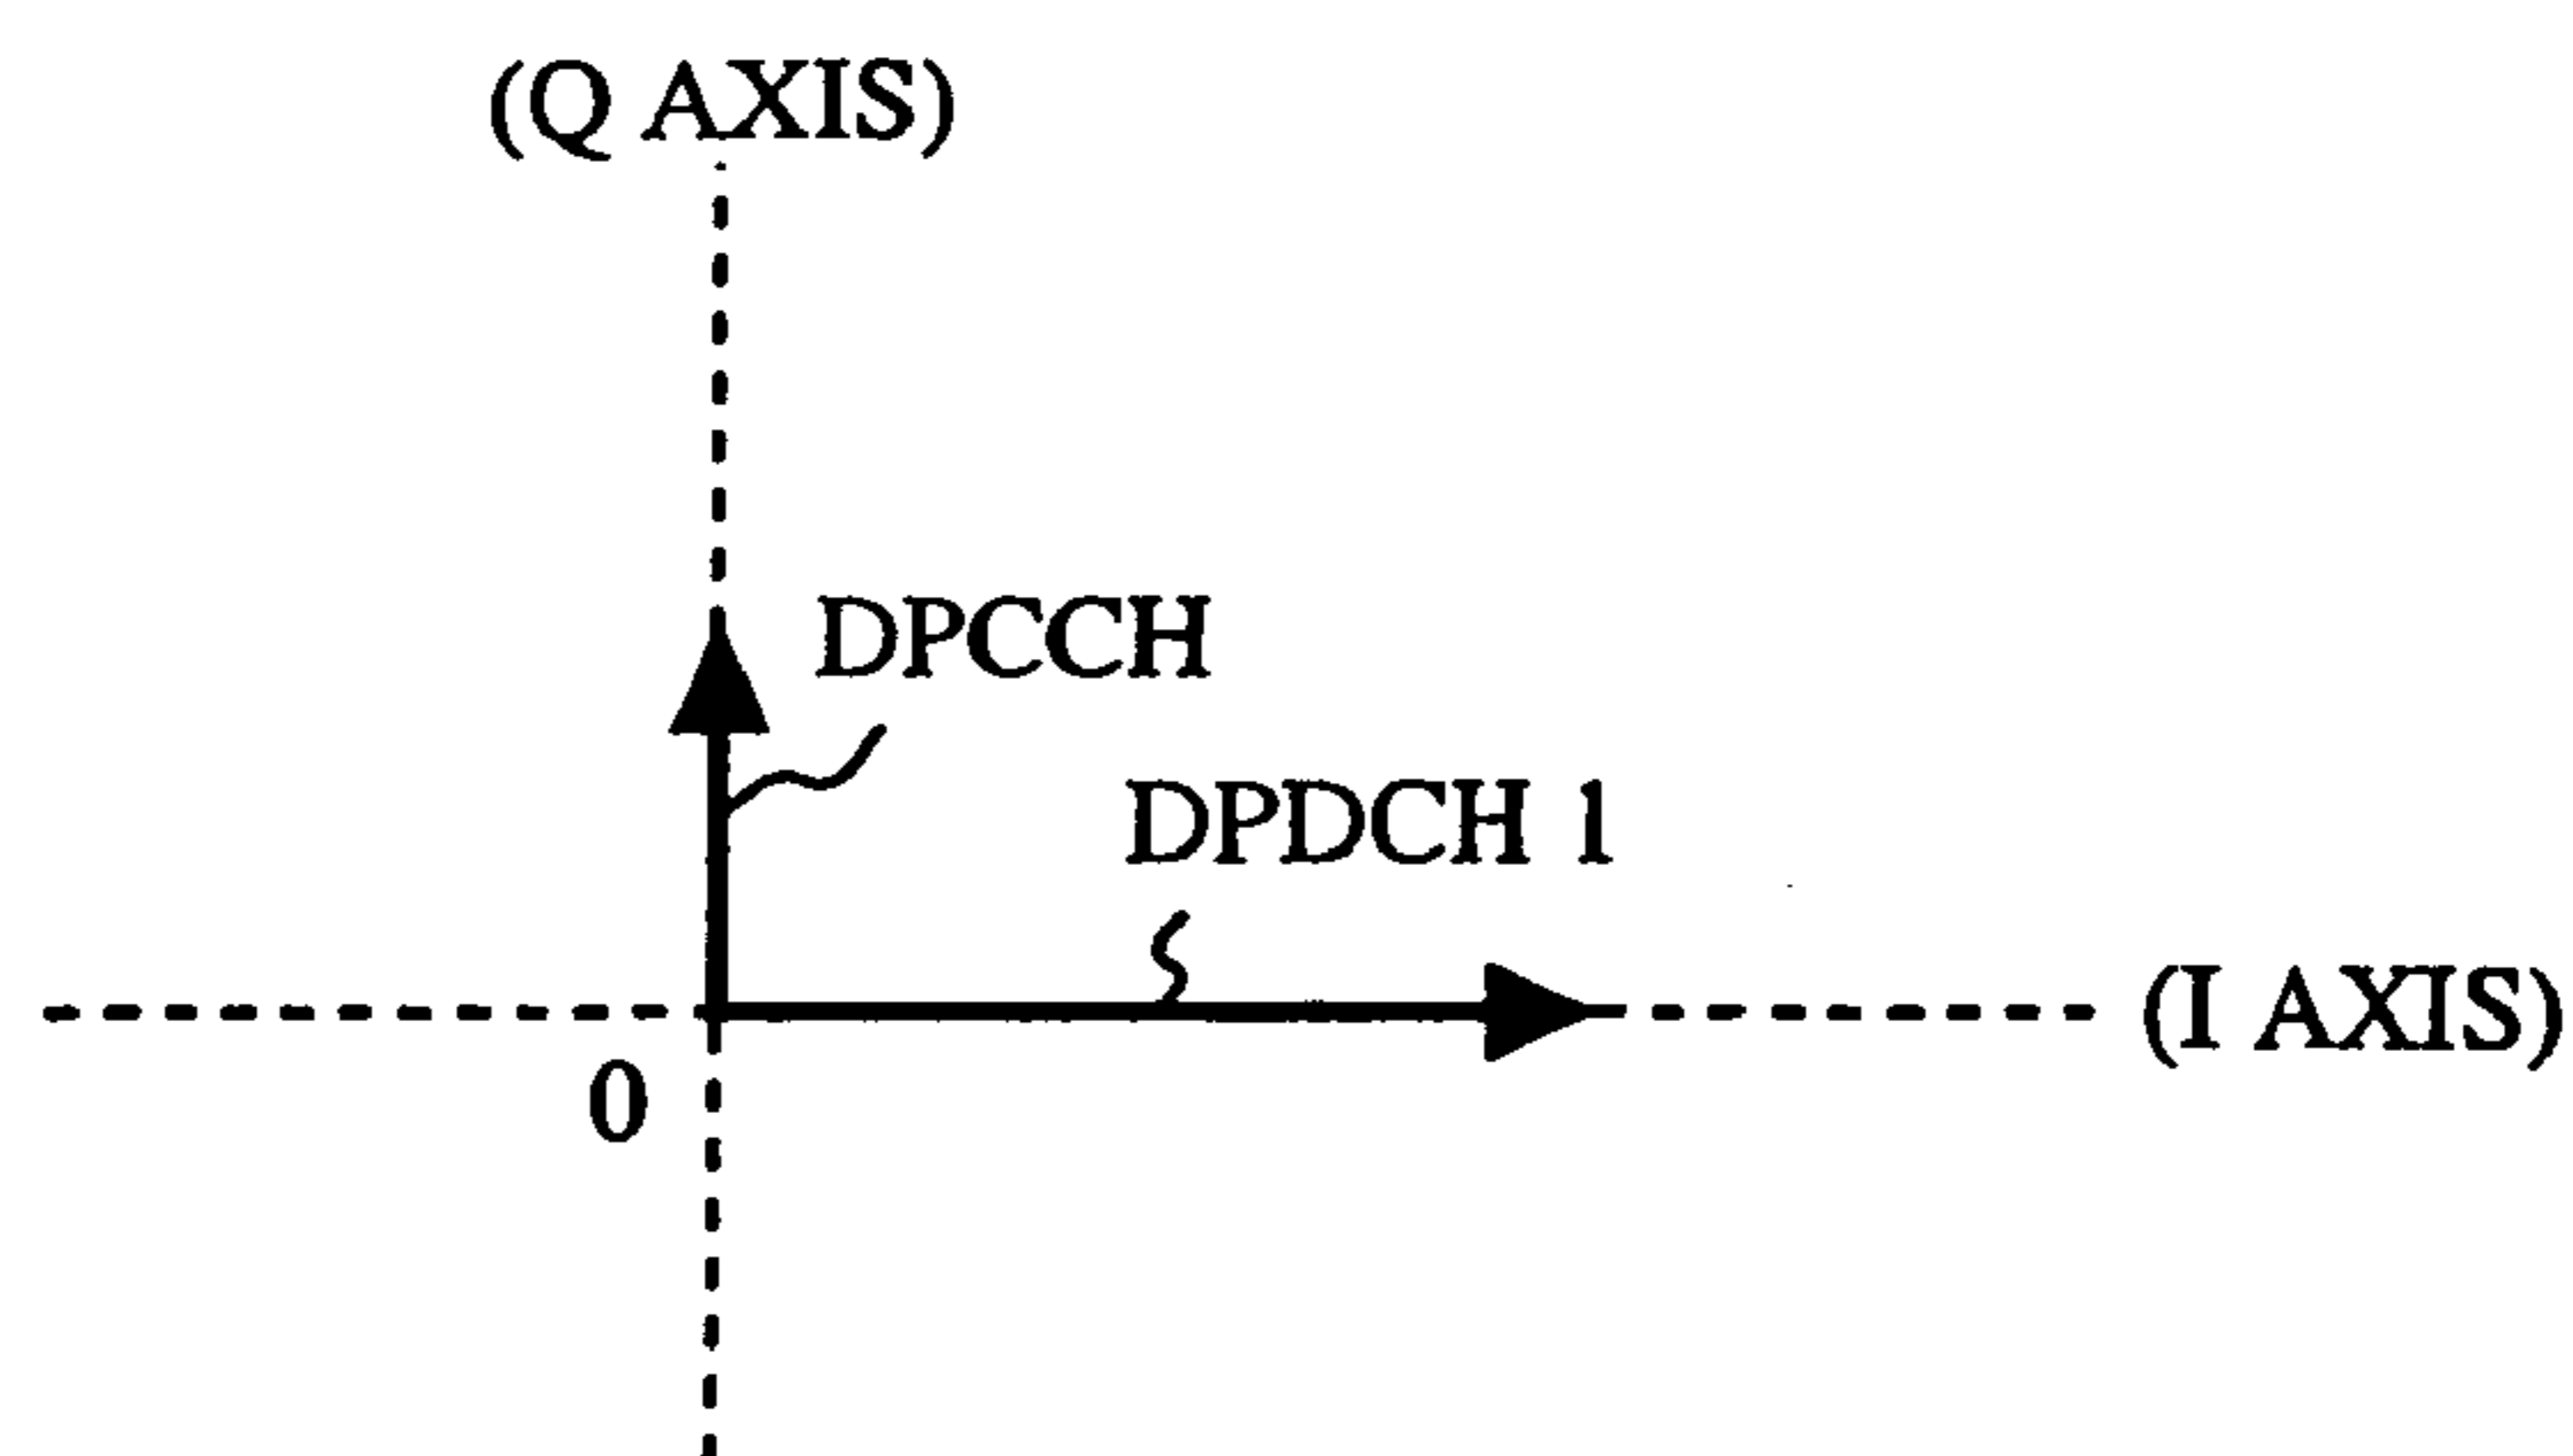 (Q AXIS)
DPCCH
DPDCH 1
(I AXIS)
0